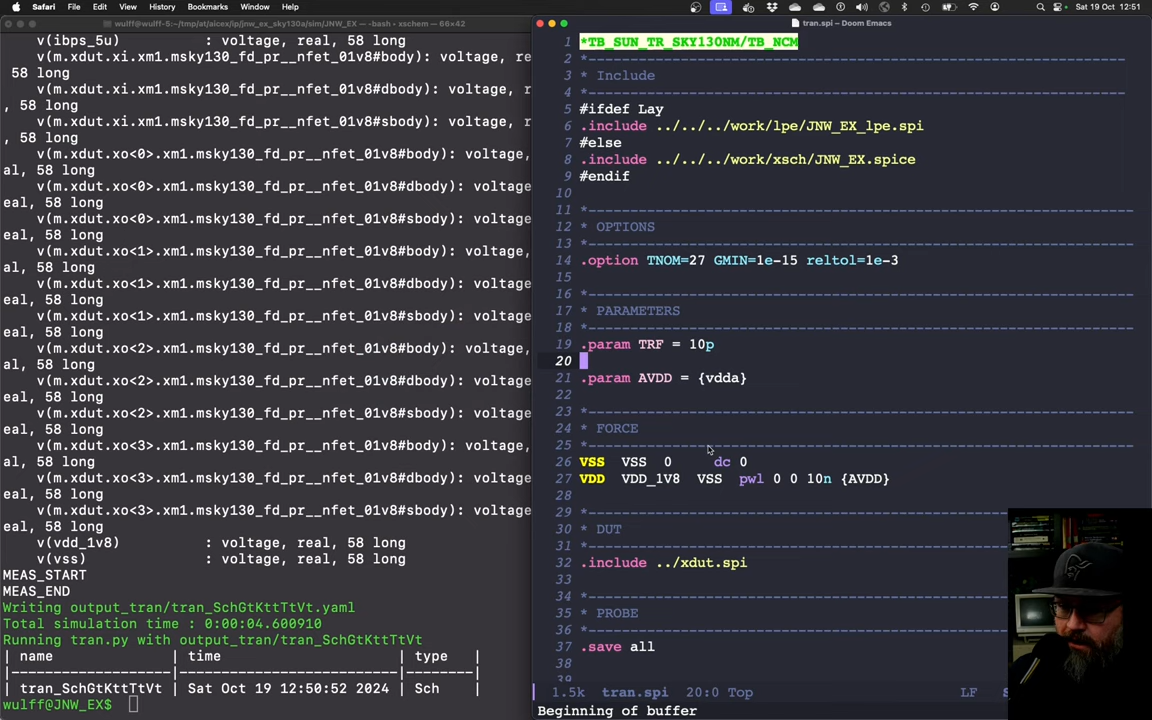 Safari File Edit View History Bookmarks Window Help
Sat 19 Oct 12:51
wulff@wulff-5:~/tmp/at/aicex/ip/jnw_ex_sky130a/sim/JNW_EX — -bash • xschem — 66×42
v(ibps_5u) : voltage, real, 58 long
v(m.xdut.xi.xm1.msky130_fd_pr__nfet_01v8#body): voltage, re
58 long
v(m.xdut.xi.xm1.msky130_fd_pr__nfet_01v8#dbody): voltage, r
, 58 long
v(m.xdut.xi.xm1.msky130_fd_pr__nfet_01v8#sbody): voltage, r
, 58 long
v(m.xdut.xo<0>.xm1.msky130_fd_pr__nfet_01v8#body): voltage,
al, 58 long
v(m.xdut.xo<0>.xm1.msky130_fd_pr__nfet_01v8#dbody): voltage
eal, 58 long
v(m.xdut.xo<0>.xm1.msky130_fd_pr__nfet_01v8#sbody): voltage
eal, 58 long
v(m.xdut.xo<1>.xm1.msky130_fd_pr__nfet_01v8#body): voltage,
al, 58 long
v(m.xdut.xo<1>.xm1.msky130_fd_pr__nfet_01v8#dbody): voltage
eal, 58 long
v(m.xdut.xo<1>.xm1.msky130_fd_pr__nfet_01v8#sbody): voltage
eal, 58 long
v(m.xdut.xo<2>.xm1.msky130_fd_pr__nfet_01v8#body): voltage,
al, 58 long
v(m.xdut.xo<2>.xm1.msky130_fd_pr__nfet_01v8#dbody): voltage
eal, 58 long
v(m.xdut.xo<2>.xm1.msky130_fd_pr__nfet_01v8#sbody): voltage
eal, 58 long
v(m.xdut.xo<3>.xm1.msky130_fd_pr__nfet_01v8#body): voltage,
al, 58 long
v(m.xdut.xo<3>.xm1.msky130_fd_pr__nfet_01v8#dbody): voltage
eal, 58 long
v(m.xdut.xo<3>.xm1.msky130_fd_pr__nfet_01v8#sbody): voltage
eal, 58 long
v(vdd_1v8) : voltage, real, 58 long
v(vss) : voltage, real, 58 long
MEAS_START
MEAS_END
Writing output_tran/tran_SchGtKttTtVt.yaml
Total simulation time : 0:00:04.600910
Running tran.py with output_tran/tran_SchGtKttTtVt
| name | time | type |
|------------------|--------------------------|-------|
| tran_SchGtKttTtVt | Sat Oct 19 12:50:52 2024 | Sch |
wulff@JNW_EX$
tran.spi – Doom Emacs
1 *TB_SUN_TR_SKY130NM/TB_NCM
2 *----------------------------------------------------------------
3 * Include
4 *----------------------------------------------------------------
5 #ifdef Lay
6 .include ../../../work/lpe/JNW_EX_lpe.spi
7 #else
8 .include ../../../work/xsch/JNW_EX.spice
9 #endif
10
11 *-----------------------------------------------------------------
12 * OPTIONS
13 *-----------------------------------------------------------------
14 .option TNOM=27 GMIN=1e-15 reltol=1e-3
15
16 *-----------------------------------------------------------------
17 * PARAMETERS
18 *-----------------------------------------------------------------
19 .param TRF = 10p
20
21 .param AVDD = {vdda}
22
23 *-----------------------------------------------------------------
24 * FORCE
25 *-----------------------------------------------------------------
26 VSS VSS 0 dc 0
27 VDD VDD_1V8 VSS pwl 0 0 10n {AVDD}
28
29 *-----------------------------------------------------------------
30 * DUT
31 *--------------------------------------------------
32 .include ../xdut.spi
33
34 *--------------------------------------------------
35 * PROBE
36 *--------------------------------------------------
37 .save all
38
39
1.5k tran.spi 20:0 Top LF
Beginning of buffer